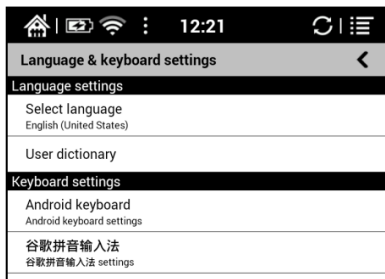 12:21
Language & keyboard settings
Language settings
Select language
English (United States)
User dictionary
Keyboard settings
Android keyboard
Android keyboard settings
谷歌拼音输入法
谷歌拼音输入法 settings